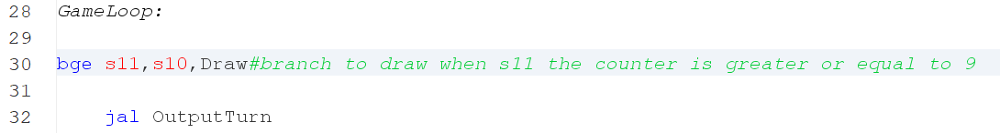 28 GameLoop:
29
30 bge s11,s10,Draw#branch to draw when s11 the counter is greater or equal to 9
31
32 jal OutputTurn